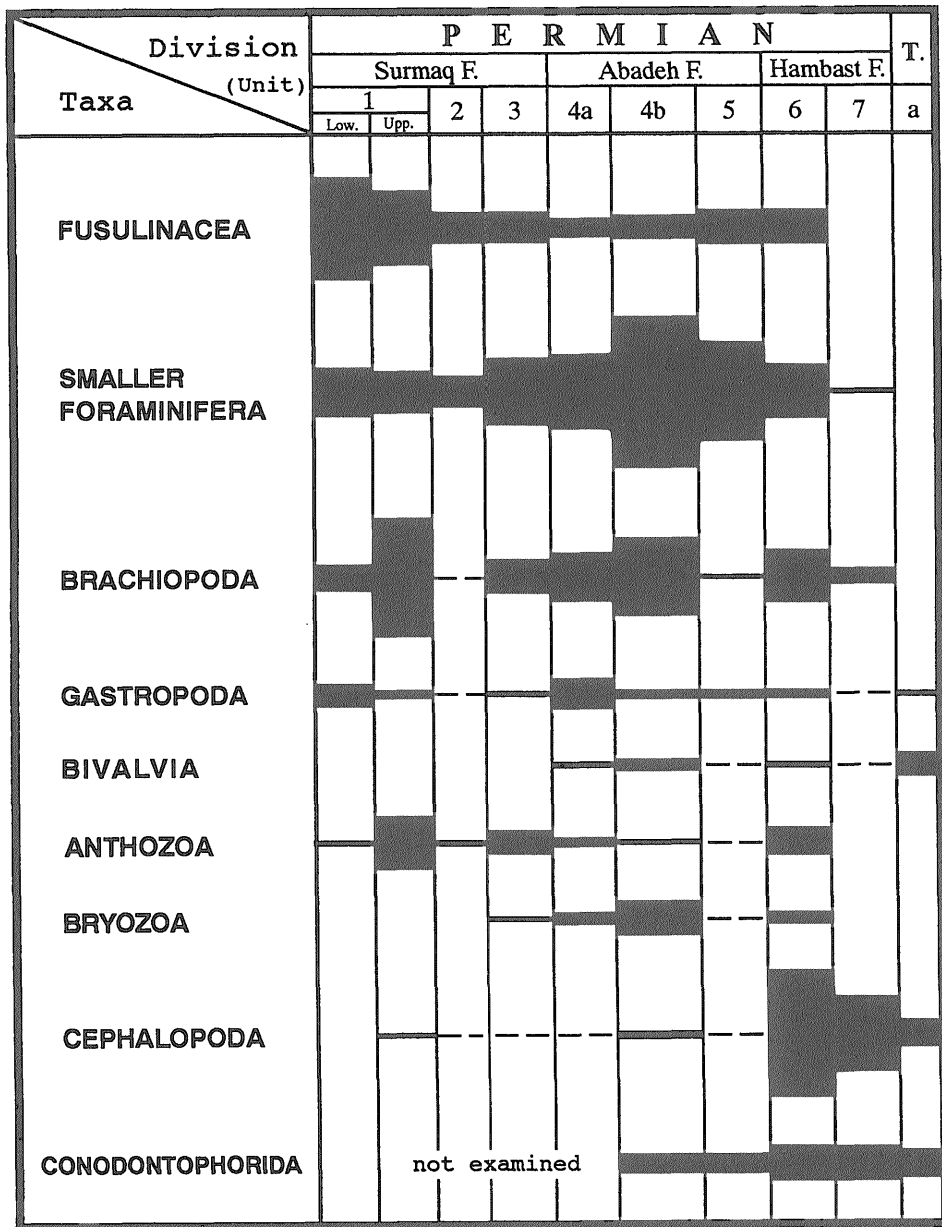 Division
(Unit)
Taxa
P E R M I A N
T.
Surmaq F.
Abadeh F.
Hambast F.
1
2
3
4a
4b
5
6
7
a
Low.
Upp.
FUSULINACEA
SMALLER
FORAMINIFERA
BRACHIOPODA
GASTROPODA
BIVALVIA
ANTHOZOA
BRYOZOA
CEPHALOPODA
CONODONTOPHORIDA
not examined